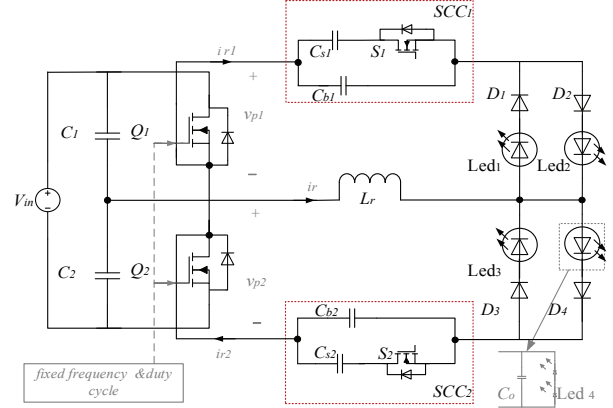 SCC1
ir1
Cs1
S1
Cb1
+
vp1
−
D1
D2
C1
Q1
Led1
Led2
Vin
+
−
ir
Lr
+
C2
Q2
vp2
−
Led3
Cb2
D3
D4
ir2
Cs2
S2
SCC2
fixed frequency &duty
cycle
Co
Led 4